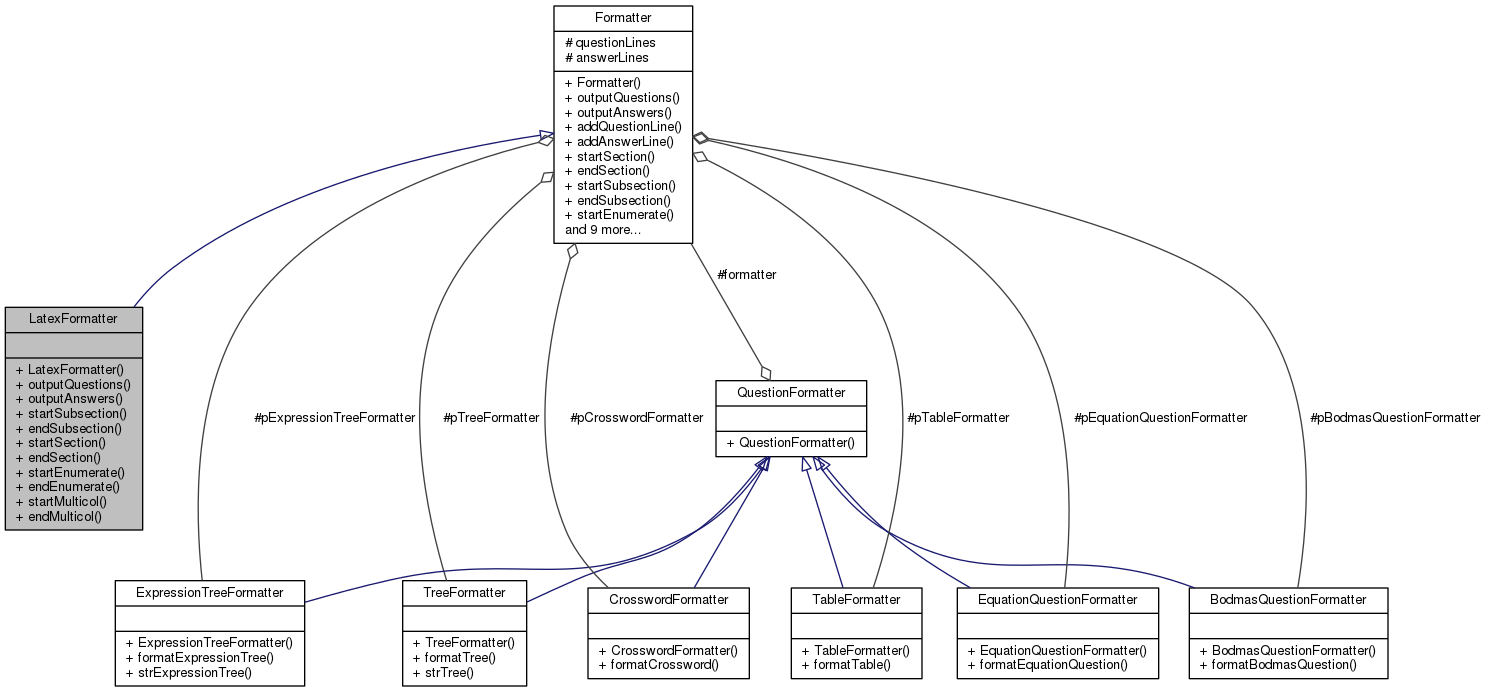 Formatter
# questionLines
# answerLines
+ Formatter()
+ outputQuestions()
+ outputAnswers()
+ addQuestionLine()
+ addAnswerLine()
+ startSection()
+ endSection()
+ startSubsection()
+ endSubsection()
+ startEnumerate()
and 9 more...
#formatter
LatexFormatter
+ LatexFormatter()
+ outputQuestions()
+ outputAnswers()
+ startSubsection()
+ endSubsection()
+ startSection()
+ endSection()
+ startEnumerate()
+ endEnumerate()
+ startMulticol()
+ endMulticol()
#pExpressionTreeFormatter
#pTreeFormatter
#pCrosswordFormatter
QuestionFormatter
+ QuestionFormatter()
#pTableFormatter
#pEquationQuestionFormatter
#pBodmasQuestionFormatter
ExpressionTreeFormatter
+ ExpressionTreeFormatter()
+ formatExpressionTree()
+ strExpressionTree()
TreeFormatter
+ TreeFormatter()
+ formatTree()
+ strTree()
CrosswordFormatter
+ CrosswordFormatter()
+ formatCrossword()
TableFormatter
+ TableFormatter()
+ formatTable()
EquationQuestionFormatter
+ EquationQuestionFormatter()
+ formatEquationQuestion()
BodmasQuestionFormatter
+ BodmasQuestionFormatter()
+ formatBodmasQuestion()